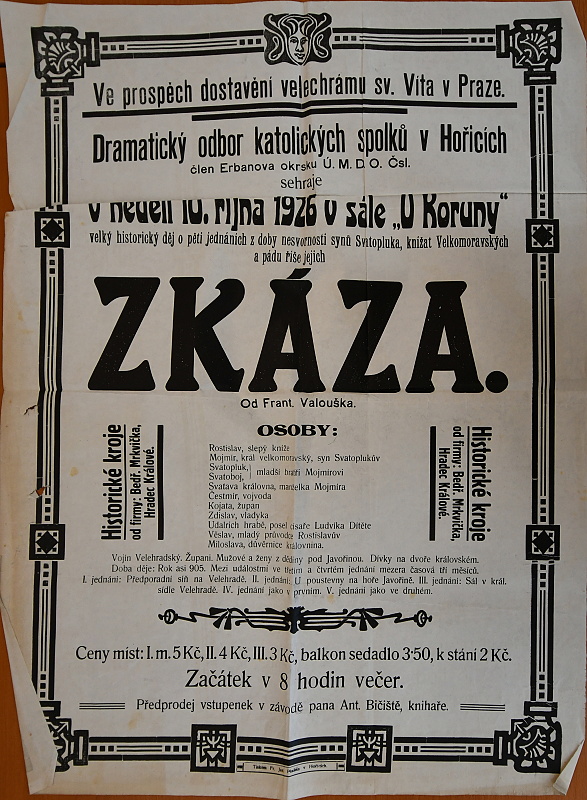 Ve prospěch dostavění velechrámu sv. Víta v Praze.
Dramatický odbor katolických spolků v Hořicích
člen Erbanova okrsku Ú. M. D. O. Čsl.
sehraje
v neděli 10. října 1926 v sále „U Koruny“
velký historický děj o pěti jednáních z doby nesvornosti synů Svitopluka, knížat Velkomoravských
a pádu říše jejich
ZKÁZA.
Od Frant. Valouška.
OSOBY:
Historické kroje
od firmy: Bedř. Mrkvička,
Hradec Králové.
Rostislav, slepý kníže
Mojmír, král velkomoravský, syn Svatoplukův
Svatopluk,
Svatoboj, mladší bratři Mojmírovi
Svatava královna, manželka Mojmíra
Čestmír, vojvoda
Kojata, župan
Zdislav, vladyka
Udalrich hrabě, posel císaře Ludvíka Dítěte
Věslav, mladý průvodce Rostislavův
Miloslava, důvěrnice královnina.
Historické kroje
od firmy: Bedř. Mrkvička,
Hradec Králové.
Vojín Velehradský. Župani. Mužové a ženy z dědiny pod Javořinou. Dívky na dvoře královském.
Doba děje: Rok asi 905. Mezi událostmi ve třetím a čtvrtém jednání mezera časová tří měsíců.
I. jednání: Předporadní síň na Velehradě. II. jednání: U poustevny na hoře Javořině. III. jednání: Sál v král.
sídle Velehradě. IV. jednání jako v prvním. V. jednání jako ve druhém.
Ceny míst: I. m. 5 Kč, II. 4 Kč, III. 3 Kč, balkon sedadlo 3·50, k stání 2 Kč.
Začátek v 8 hodin večer.
Předprodej vstupenek v závodě pana Ant. Bičiště, knihaře.
Tiskem Fr. v Hořicích.